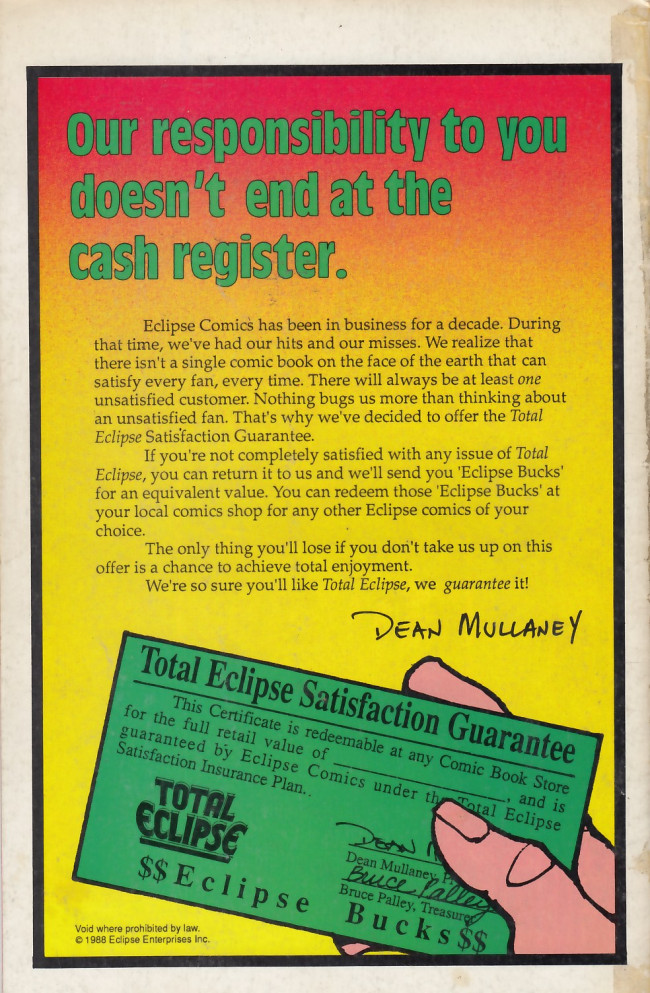 Our responsibility to you
doesn't end at the
cash register.
Eclipse Comics has been in business for a decade. During
that time, we've had our hits and our misses. We realize that
there isn't a single comic book on the face of the earth that can
satisfy every fan, every time. There will always be at least one
unsatisfied customer. Nothing bugs us more than thinking about
an unsatisfied fan. That's why we've decided to offer the Total
Eclipse Satisfaction Guarantee.
If you're not completely satisfied with any issue of Total
Eclipse, you can return it to us and we'll send you 'Eclipse Bucks'
for an equivalent value. You can redeem those 'Eclipse Bucks' at
your local comics shop for any other Eclipse comics of your
choice.
The only thing you'll lose if you don't take us up on this
offer is a chance to achieve total enjoyment.
We're so sure you'll like Total Eclipse, we guarantee it!
DEAN MULLANEY
Total Eclipse Satisfaction Guarantee
This Certificate is redeemable at any Comic Book Store
for the full retail value of ____________, and is
guaranteed by Eclipse Comics under the Total Eclipse
Satisfaction Insurance Plan.
TOTAL
ECLIPSE
DEAN M
Dean Mullaney, P
Bruce Palley
Bruce Palley, Treasure
$$Eclipse Bucks$$
Void where prohibited by law.
© 1988 Eclipse Enterprises Inc.